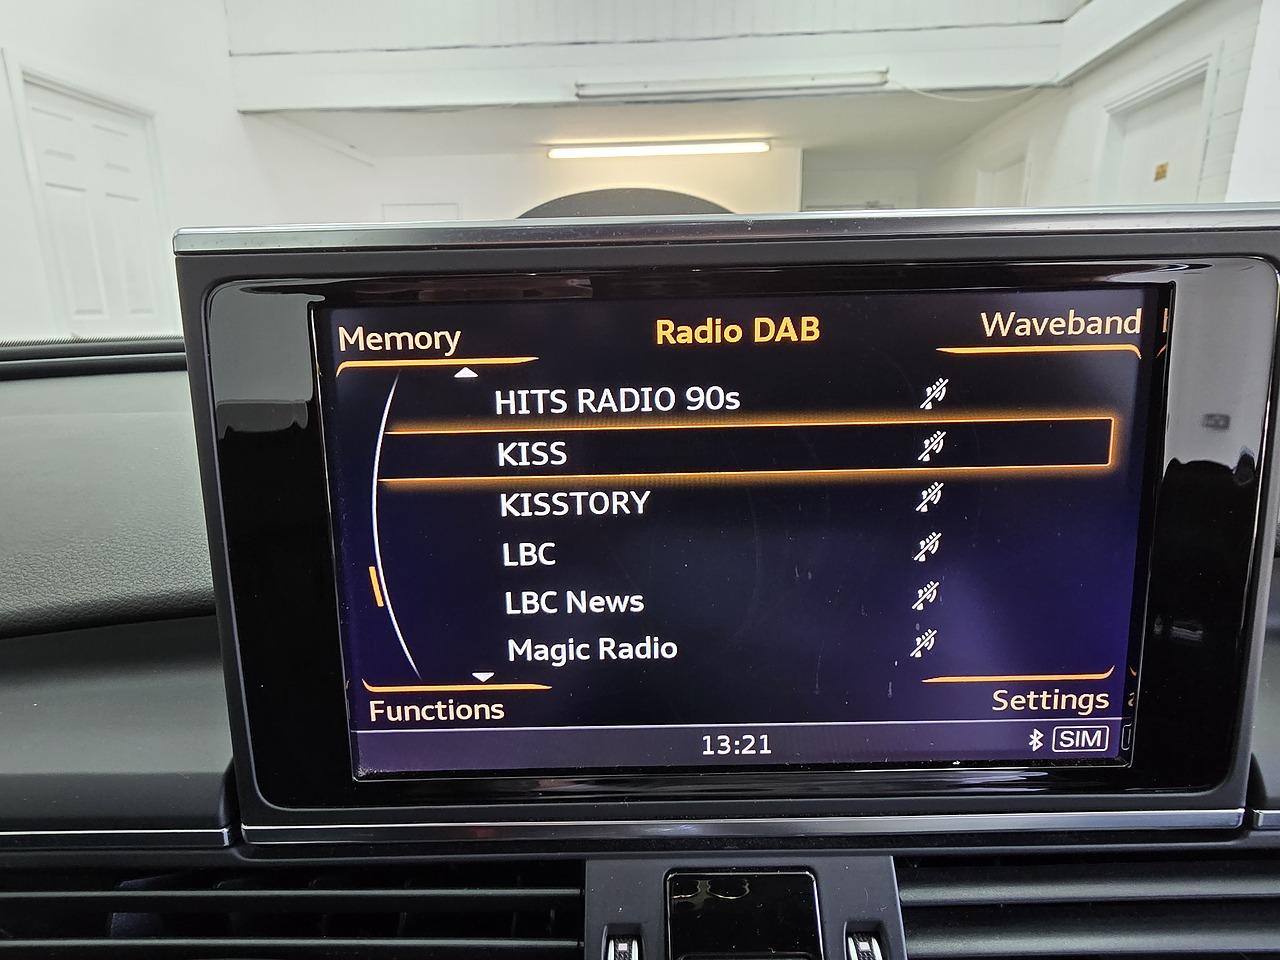 Memory
Radio DAB
Waveband
HITS RADIO 90s
KISS
KISSTORY
LBC
LBC News
Magic Radio
Functions
Settings
13:21
SIM